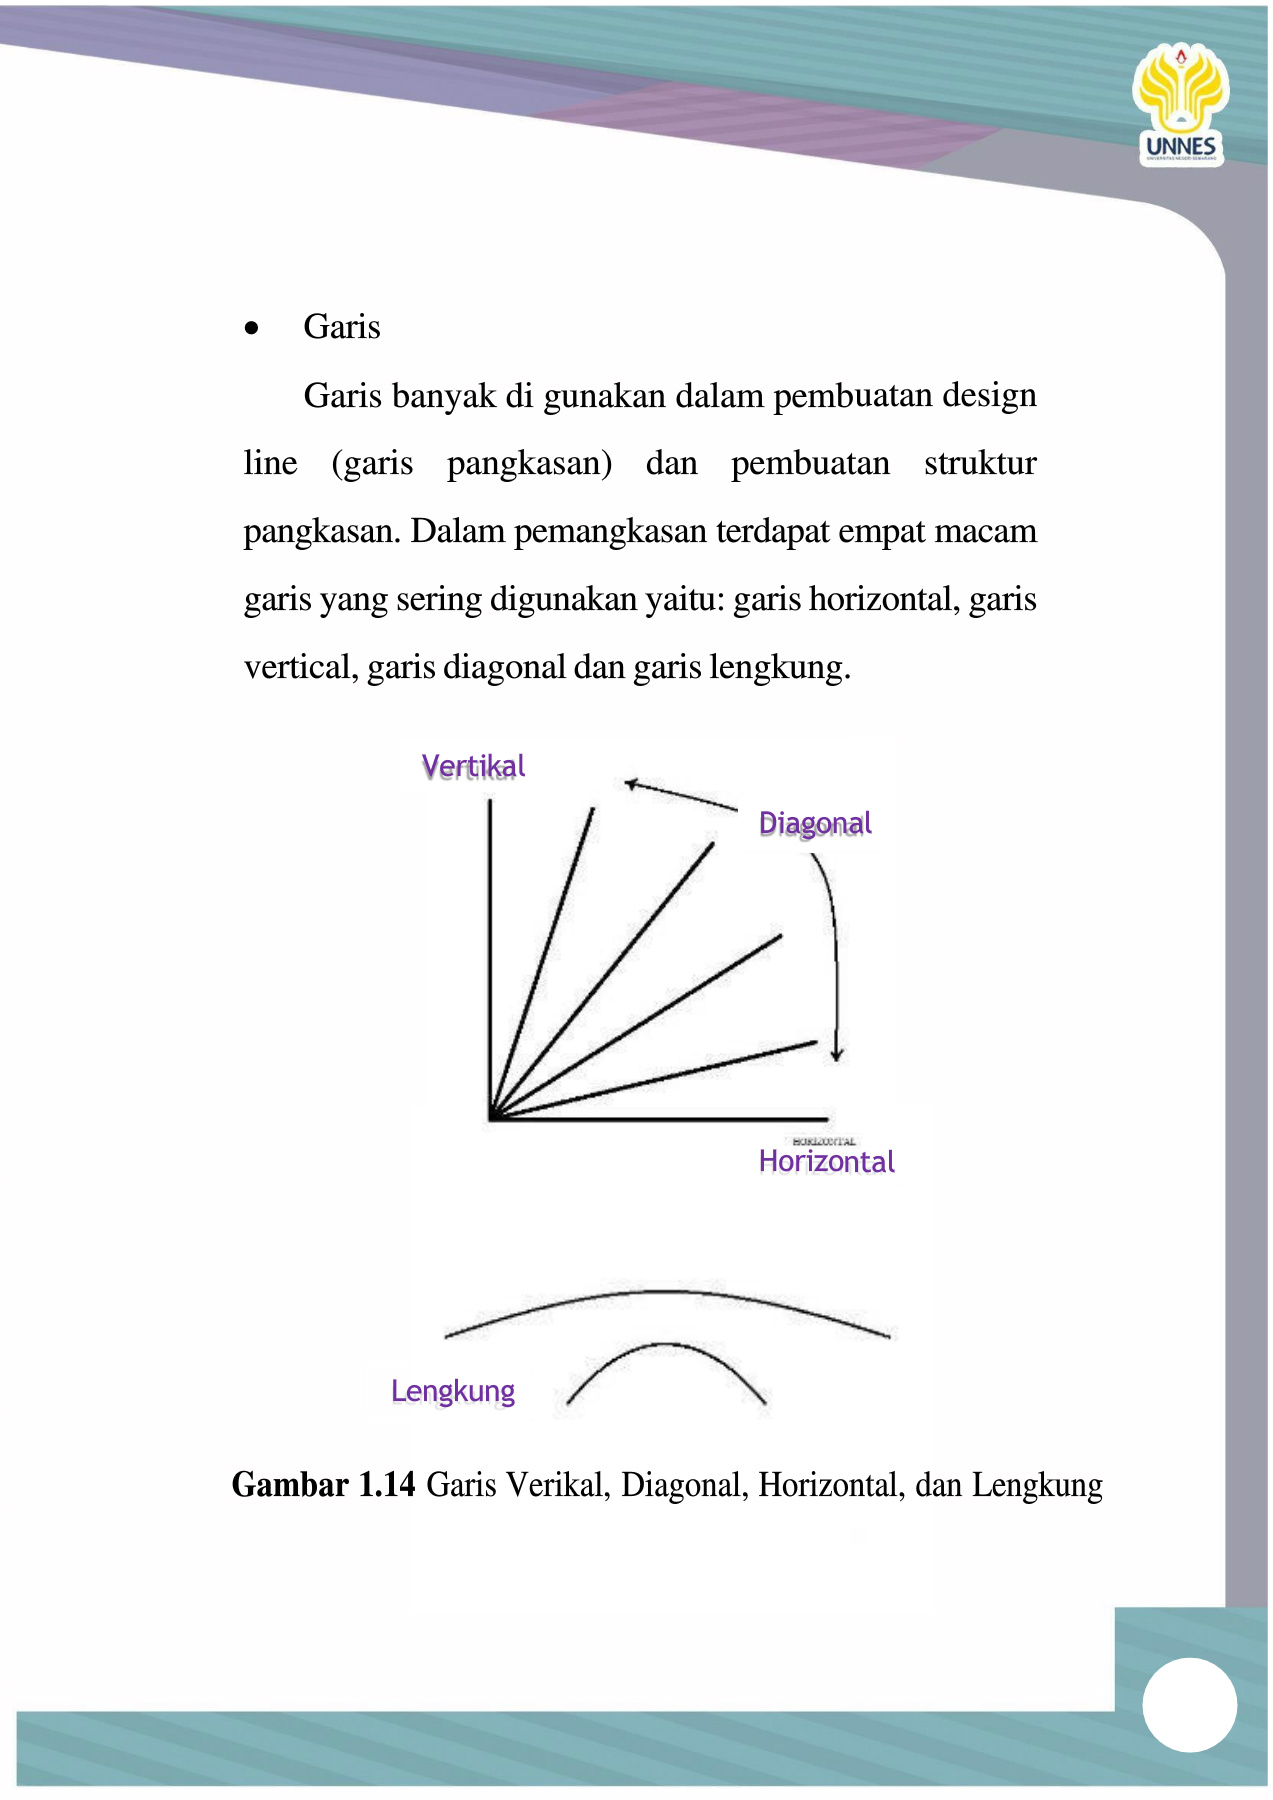 UNNES
UNIVERSITAS NEGERI SEMARANG
• Garis
Garis banyak di gunakan dalam pembuatan design
line (garis pangkasan) dan pembuatan struktur
pangkasan. Dalam pemangkasan terdapat empat macam
garis yang sering digunakan yaitu: garis horizontal, garis
vertical, garis diagonal dan garis lengkung.
Vertikal
Diagonal
HORIZONTAL
Horizontal
Lengkung
Gambar 1.14 Garis Verikal, Diagonal, Horizontal, dan Lengkung